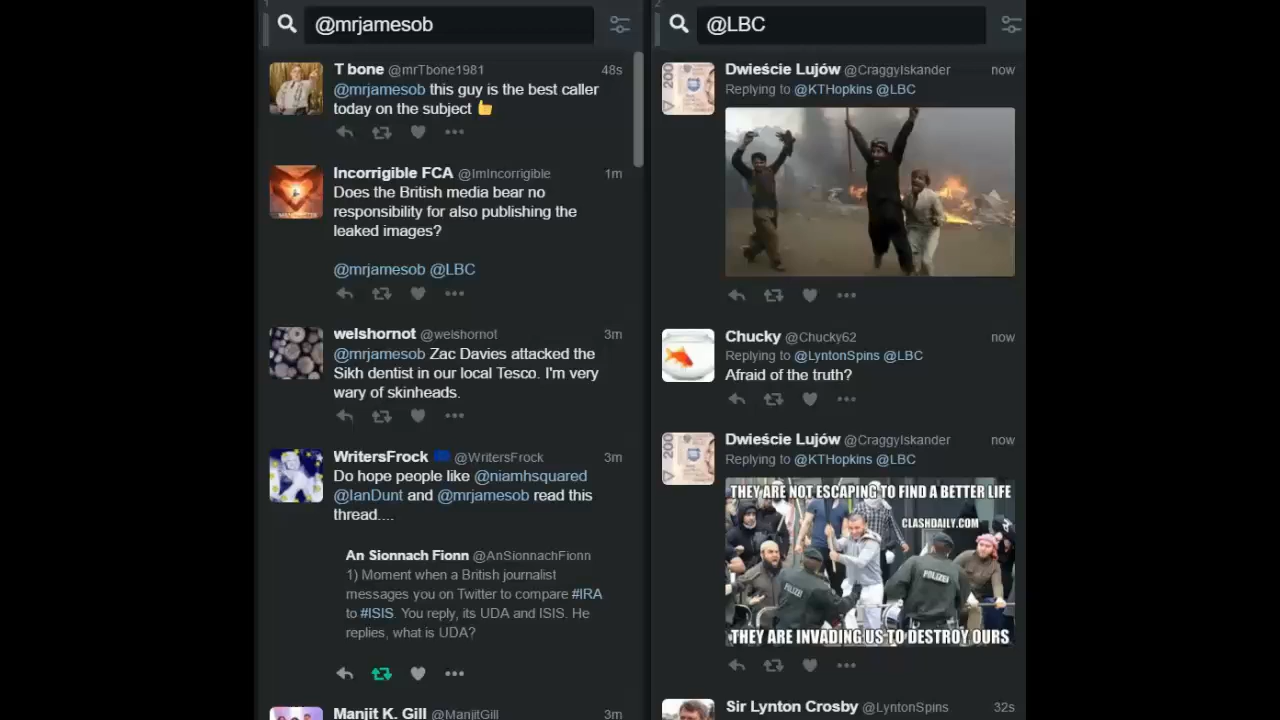 @mrjamesob
T bone @mrTbone1981 48s
@mrjamesob this guy is the best caller
today on the subject 👍
Incorrigible FCA @ImIncorrigible 1m
Does the British media bear no
responsibility for also publishing the
leaked images?
@mrjamesob @LBC
welshornot @welshornot 3m
@mrjamesob Zac Davies attacked the
Sikh dentist in our local Tesco. I'm very
wary of skinheads.
WritersFrock @WritersFrock 3m
Do hope people like @niamhsquared
@IanDunt and @mrjamesob read this
thread....
An Sionnach Fionn @AnSionnachFionn
1) Moment when a British journalist
messages you on Twitter to compare #IRA
to #ISIS. You reply, its UDA and ISIS. He
replies, what is UDA?
Manjit K. Gill @ManjitGill 3m
2
@LBC
Dwieście Lujów @CraggyIskander now
Replying to @KTHopkins @LBC
200
Chucky @Chucky62 now
Replying to @LyntonSpins @LBC
Afraid of the truth?
Dwieście Lujów @CraggyIskander now
Replying to @KTHopkins @LBC
200
THEY ARE NOT ESCAPING TO FIND A BETTER LIFE
CLASHDAILY.COM
POLIZEI
POLIZEI
THEY ARE INVADING US TO DESTROY OURS
Sir Lynton Crosby @LyntonSpins 32s